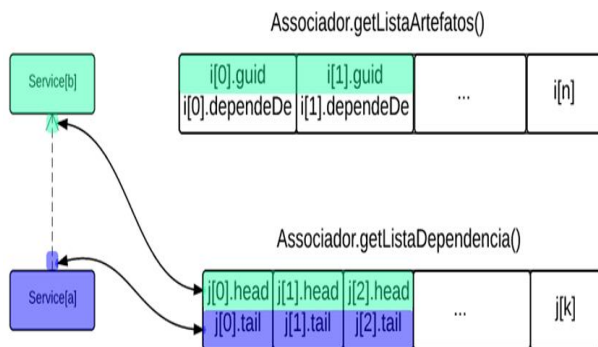 Associador.getListaArtefatos()
Service[b]
i[0].guid i[1].guid
i[0].dependeDe i[1].dependeDe ... i[n]
Associador.getListaDependencia()
Service[a]
j[0].head j[1].head j[2].head
j[0].tail j[1].tail j[2].tail ... j[k]